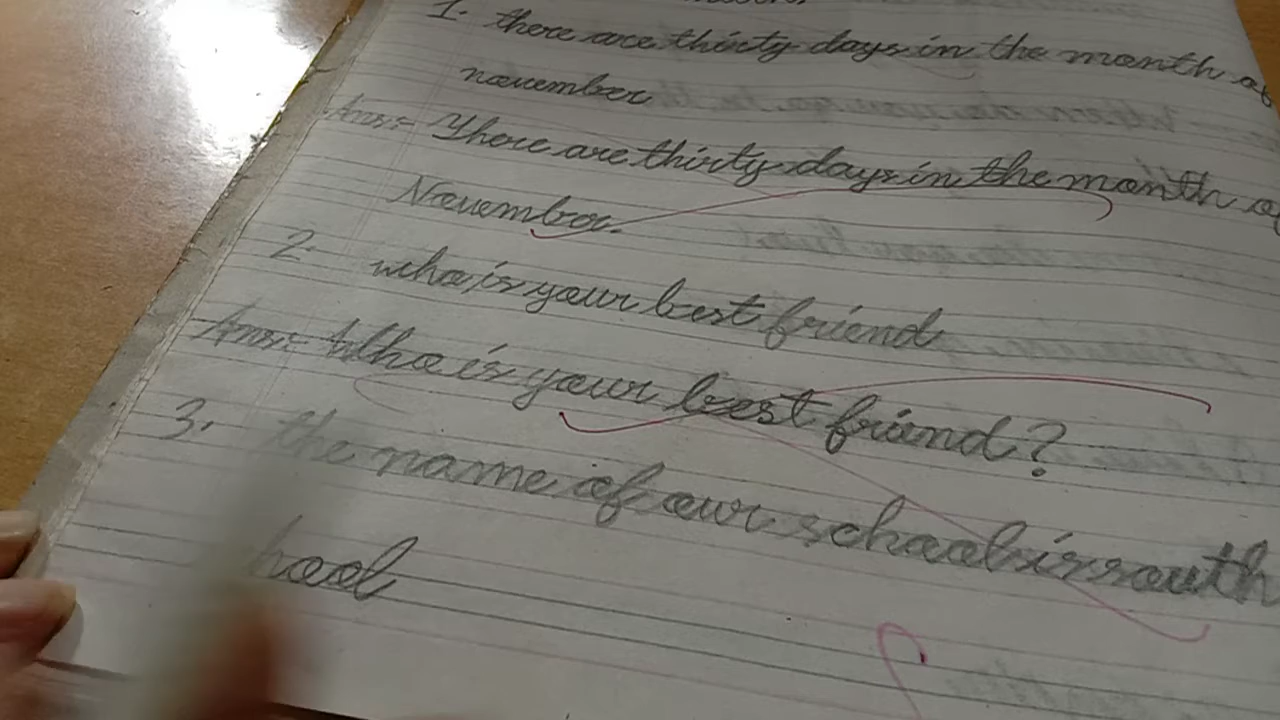 1. there are thirty days in the month of
november
Ans:- There are thirty days in the month of
November.
2. who is your best friend
Ans:- Who is your best friend?
3. the name of our school is south
hool